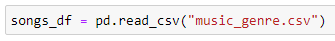 songs_df = pd.read_csv("music_genre.csv")